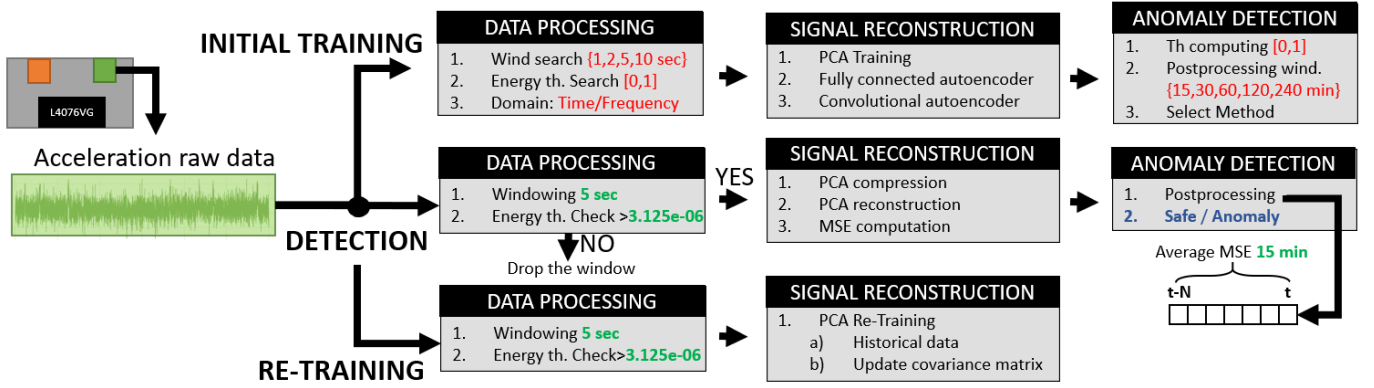 L4076VG
Acceleration raw data
INITIAL TRAINING
DATA PROCESSING
1. Wind search {1,2,5,10 sec}
2. Energy th. Search [0,1]
3. Domain: Time/Frequency
SIGNAL RECONSTRUCTION
1. PCA Training
2. Fully connected autoencoder
3. Convolutional autoencoder
ANOMALY DETECTION
1. Th computing [0,1]
2. Postprocessing wind.
{15,30,60,120,240 min}
3. Select Method
DETECTION
DATA PROCESSING
1. Windowing 5 sec
2. Energy th. Check >3.125e-06
YES
NO
Drop the window
SIGNAL RECONSTRUCTION
1. PCA compression
2. PCA reconstruction
3. MSE computation
ANOMALY DETECTION
1. Postprocessing
2. Safe / Anomaly
Average MSE 15 min
t-N t
RE-TRAINING
DATA PROCESSING
1. Windowing 5 sec
2. Energy th. Check>3.125e-06
SIGNAL RECONSTRUCTION
1. PCA Re-Training
a) Historical data
b) Update covariance matrix